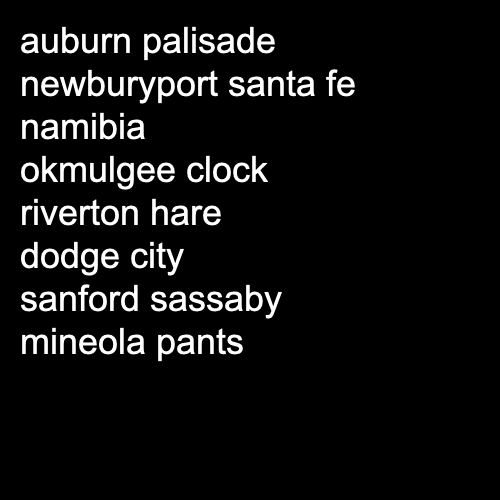 auburn palisade
newburyport santa fe
namibia
okmulgee clock
riverton hare
dodge city
sanford sassaby
mineola pants